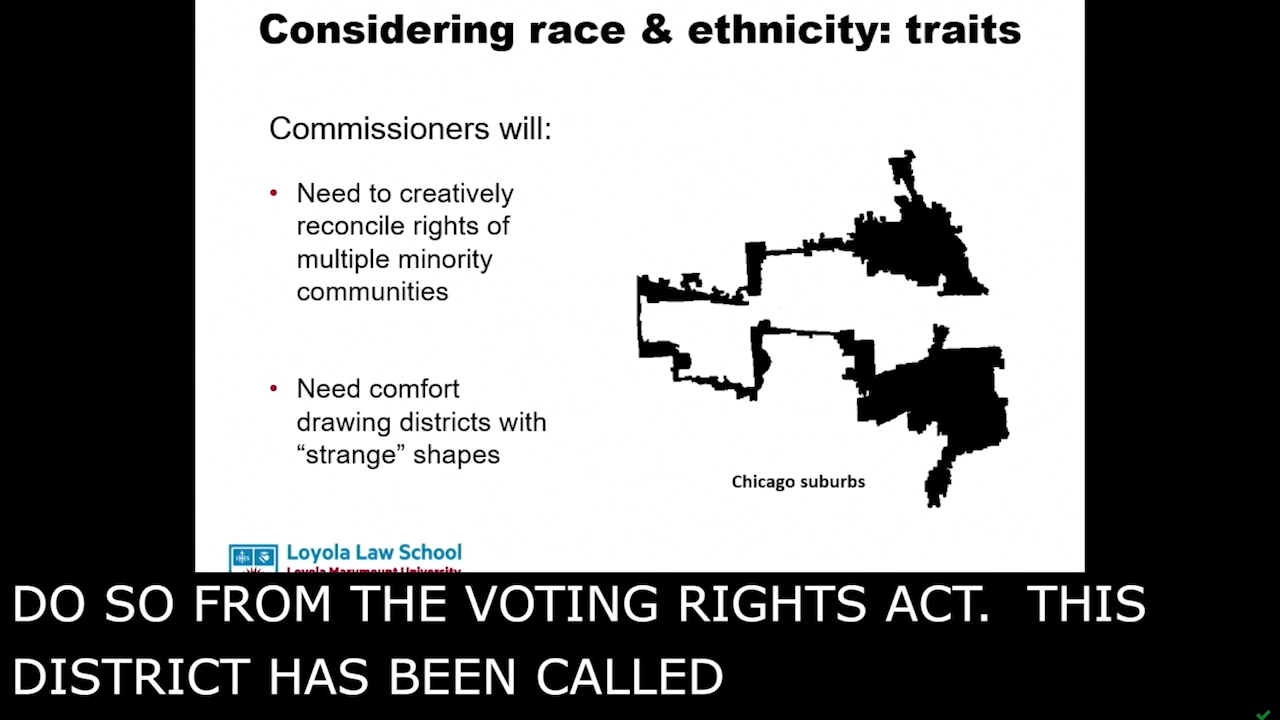 Considering race & ethnicity: traits
Commissioners will:
• Need to creatively
reconcile rights of
multiple minority
communities
• Need comfort
drawing districts with
“strange” shapes
Chicago suburbs
Loyola Law School
Loyola Marymount University
DO SO FROM THE VOTING RIGHTS ACT.  THIS
DISTRICT HAS BEEN CALLED